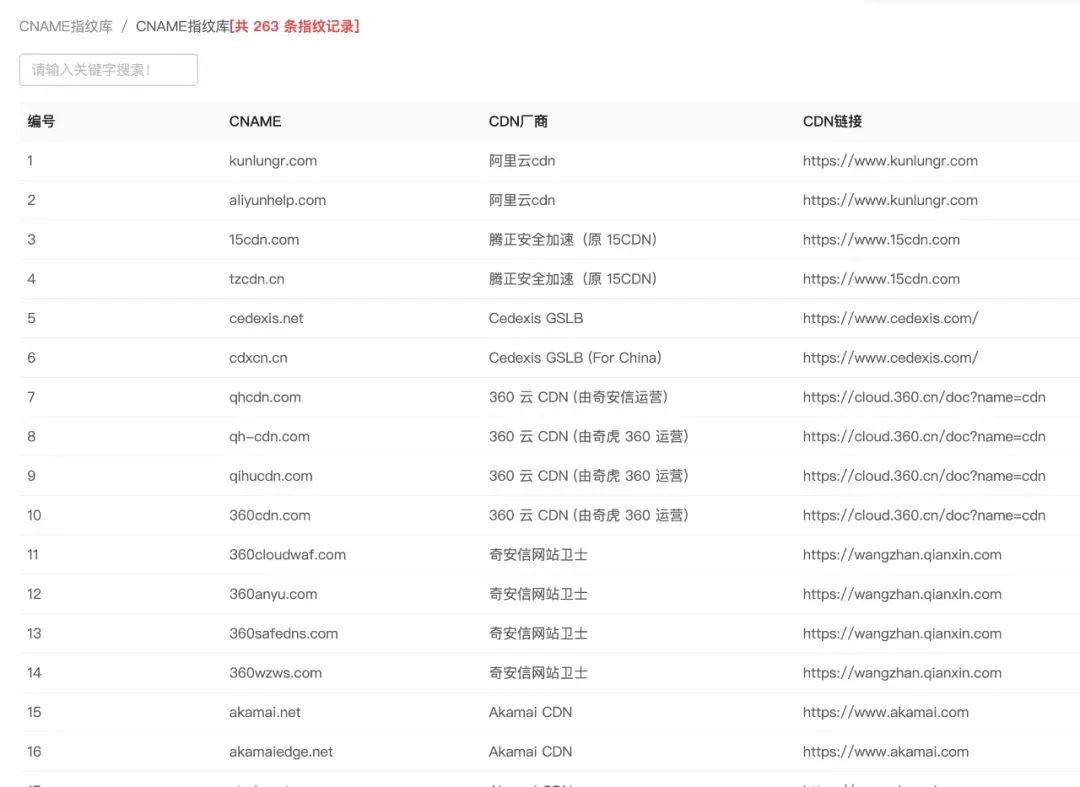 CNAME指纹库 / CNAME指纹库[共 263 条指纹记录]
请输入关键字搜索!
编号 CNAME CDN厂商 CDN链接
1 kunlungr.com 阿里云cdn https://www.kunlungr.com
2 aliyunhelp.com 阿里云cdn https://www.kunlungr.com
3 15cdn.com 腾正安全加速（原 15CDN） https://www.15cdn.com
4 tzcdn.cn 腾正安全加速（原 15CDN） https://www.15cdn.com
5 cedexis.net Cedexis GSLB https://www.cedexis.com/
6 cdxcn.cn Cedexis GSLB (For China) https://www.cedexis.com/
7 qhcdn.com 360 云 CDN (由奇安信运营) https://cloud.360.cn/doc?name=cdn
8 qh-cdn.com 360 云 CDN (由奇虎 360 运营) https://cloud.360.cn/doc?name=cdn
9 qihucdn.com 360 云 CDN (由奇虎 360 运营) https://cloud.360.cn/doc?name=cdn
10 360cdn.com 360 云 CDN (由奇虎 360 运营) https://cloud.360.cn/doc?name=cdn
11 360cloudwaf.com 奇安信网站卫士 https://wangzhan.qianxin.com
12 360anyu.com 奇安信网站卫士 https://wangzhan.qianxin.com
13 360safedns.com 奇安信网站卫士 https://wangzhan.qianxin.com
14 360wzws.com 奇安信网站卫士 https://wangzhan.qianxin.com
15 akamai.net Akamai CDN https://www.akamai.com
16 akamaiedge.net Akamai CDN https://www.akamai.com